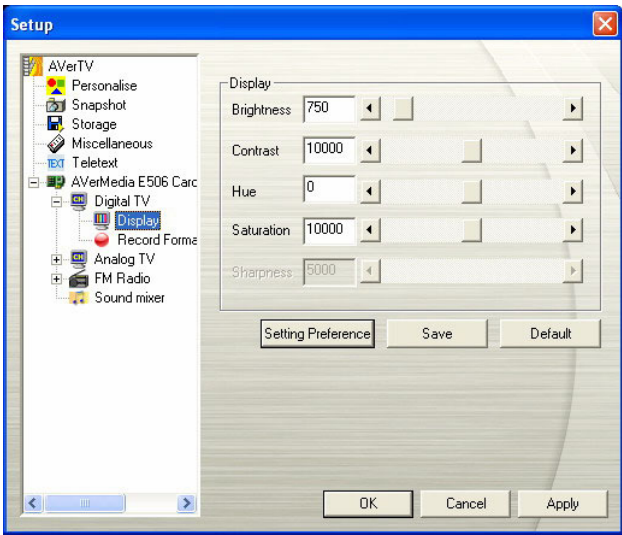 Setup
AVerTV
Personalise
Snapshot
Storage
Miscellaneous
TEXT Teletext
AVerMedia E506 Carc
CH Digital TV
Display
Record Forma
CH Analog TV
FM Radio
Sound mixer
Display
Brightness 750
Contrast 10000
Hue 0
Saturation 10000
Sharpness 5000
Setting Preference Save Default
OK Cancel Apply